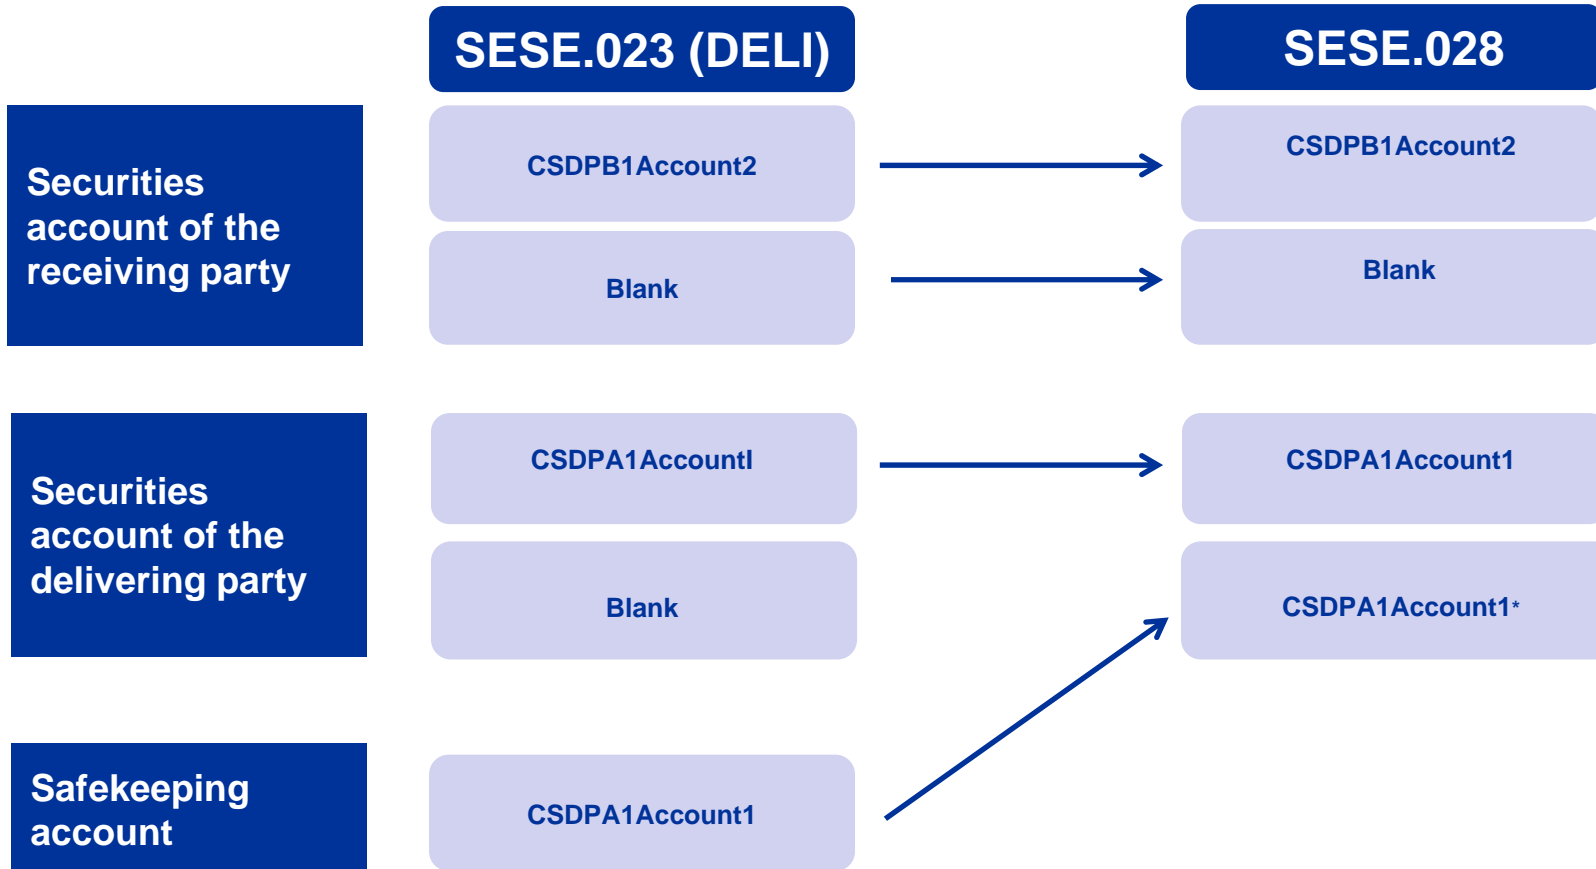 SESE.023 (DELI)
SESE.028
Securities
account of the
receiving party
CSDPB1Account2
CSDPB1Account2
Blank
Blank
Securities
account of the
delivering party
CSDPA1AccountI
CSDPA1Account1
Blank
CSDPA1Account1*
Safekeeping
account
CSDPA1Account1